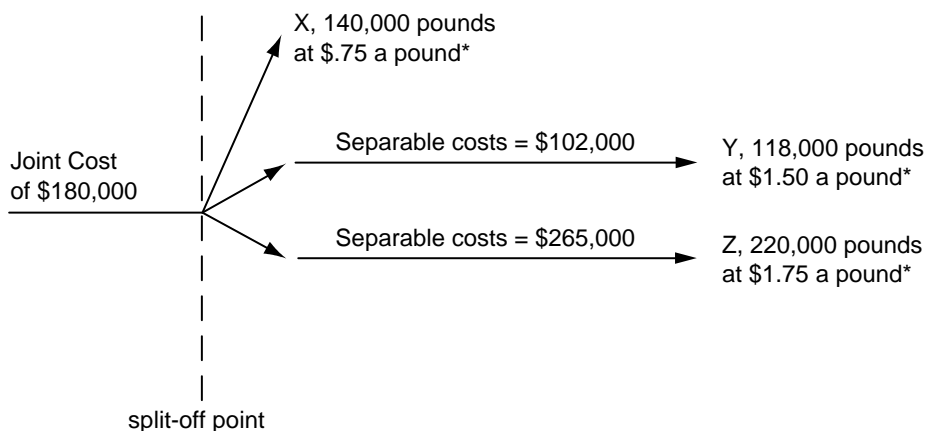 X, 140,000 pounds
at $.75 a pound*
Separable costs = $102,000
Y, 118,000 pounds
at $1.50 a pound*
Joint Cost
of $180,000
Separable costs = $265,000
Z, 220,000 pounds
at $1.75 a pound*
split-off point